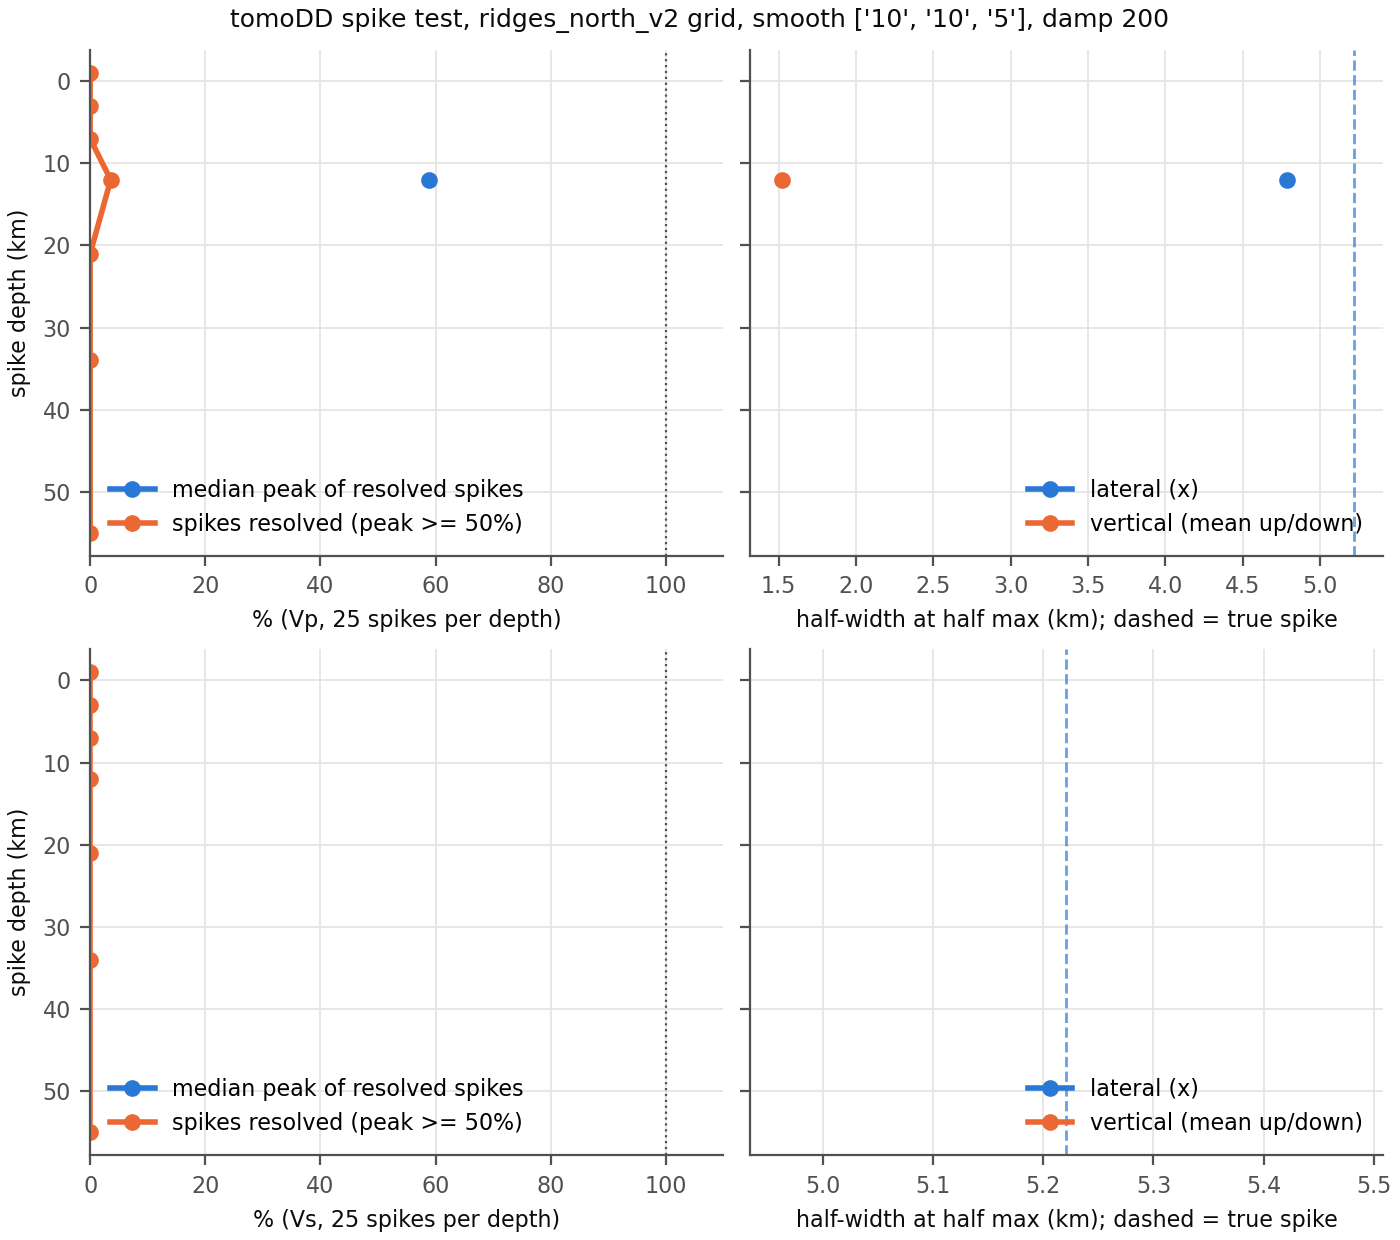 tomoDD spike test, ridges_north_v2 grid, smooth ['10', '10', '5'], damp 200
spike depth (km)
0
10
20
30
40
50
median peak of resolved spikes
spikes resolved (peak >= 50%)
0 20 40 60 80 100
% (Vp, 25 spikes per depth)
lateral (x)
vertical (mean up/down)
1.5 2.0 2.5 3.0 3.5 4.0 4.5 5.0
half-width at half max (km); dashed = true spike
spike depth (km)
0
10
20
30
40
50
median peak of resolved spikes
spikes resolved (peak >= 50%)
0 20 40 60 80 100
% (Vs, 25 spikes per depth)
lateral (x)
vertical (mean up/down)
5.0 5.1 5.2 5.3 5.4 5.5
half-width at half max (km); dashed = true spike